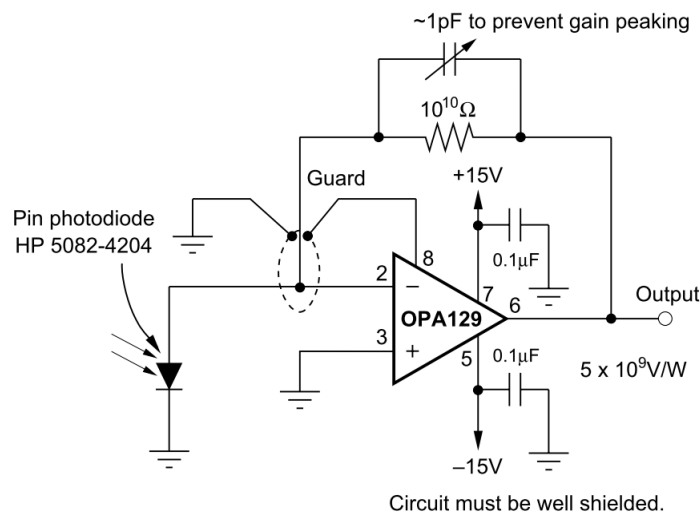 ~1pF to prevent gain peaking
10¹⁰Ω
Guard
+15V
Pin photodiode
HP 5082-4204
8
0.1µF
2
–
7
6
Output
OPA129
3
+
5
0.1µF
5 x 10⁹V/W
–15V
Circuit must be well shielded.